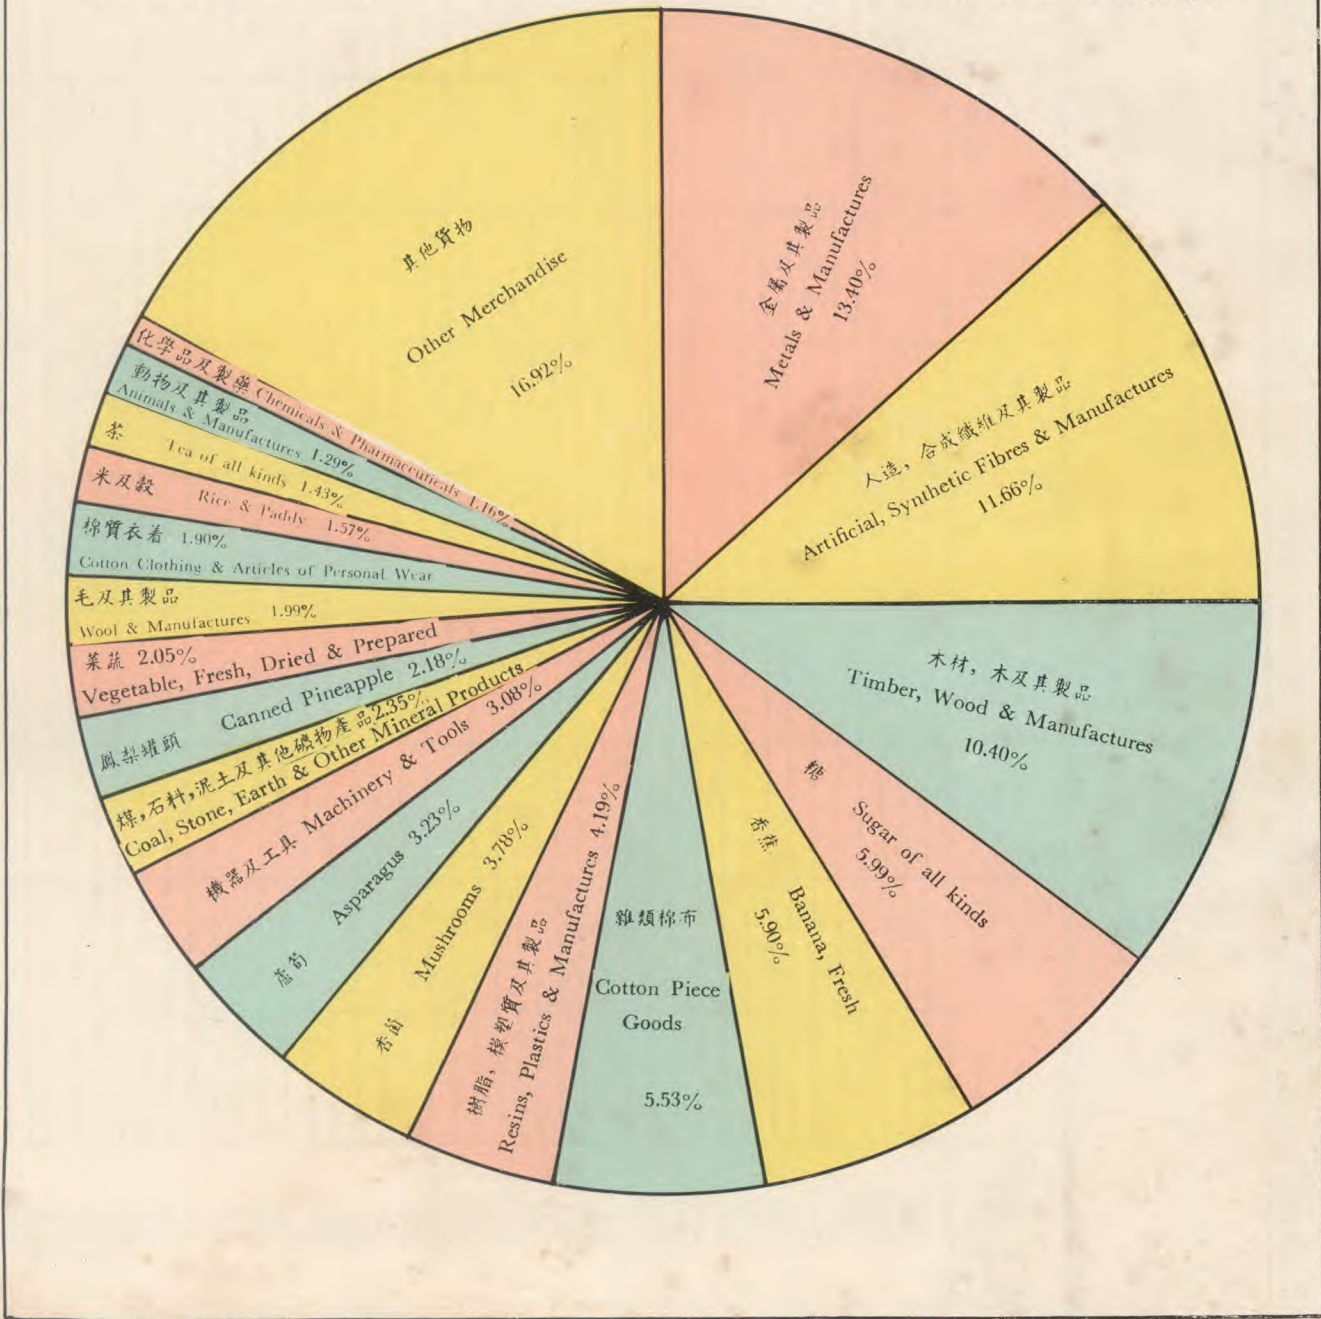 金屬及其製品
Metals & Manufactures
13.40%
人造，合成纖維及其製品
Artificial, Synthetic Fibres & Manufactures
11.66%
木材，木及其製品
Timber, Wood & Manufactures
10.40%
糖
Sugar of all kinds
5.99%
香蕉
Banana, Fresh
5.90%
雜類棉布
Cotton Piece
Goods
5.53%
樹脂，模塑質及其製品
Resins, Plastics & Manufactures 4.19%
香菌
Mushrooms 3.78%
蘆筍
Asparagus 3.23%
機器及工具 Machinery & Tools 3.08%
煤，石料，泥土及其他礦物產品 2.35%
Coal, Stone, Earth & Other Mineral Products
鳳梨罐頭 Canned Pineapple 2.18%
菜蔬 2.05%
Vegetable, Fresh, Dried & Prepared
毛及其製品
Wool & Manufactures 1.99%
棉質衣着 1.90%
Cotton Clothing & Articles of Personal Wear
米及穀 Rice & Paddy 1.57%
茶 Tea of all kinds 1.43%
動物及其製品
Animals & Manufactures 1.29%
化學品及製藥 Chemicals & Pharmaceuticals 1.16%
其他貨物
Other Merchandise
16.92%